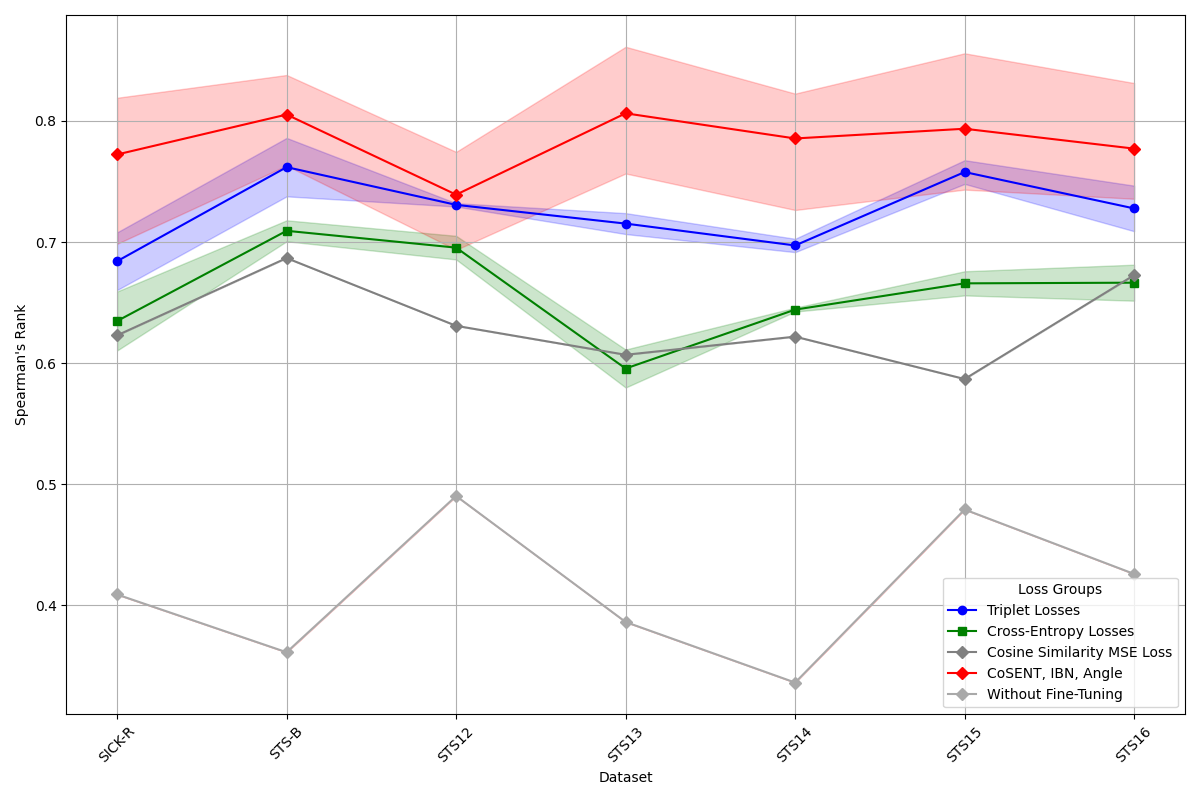 0.8
0.7
0.6
0.5
0.4
Spearman's Rank
SICK-R
STS-B
STS12
STS13
STS14
STS15
STS16
Dataset
Loss Groups
Triplet Losses
Cross-Entropy Losses
Cosine Similarity MSE Loss
CoSENT, IBN, Angle
Without Fine-Tuning